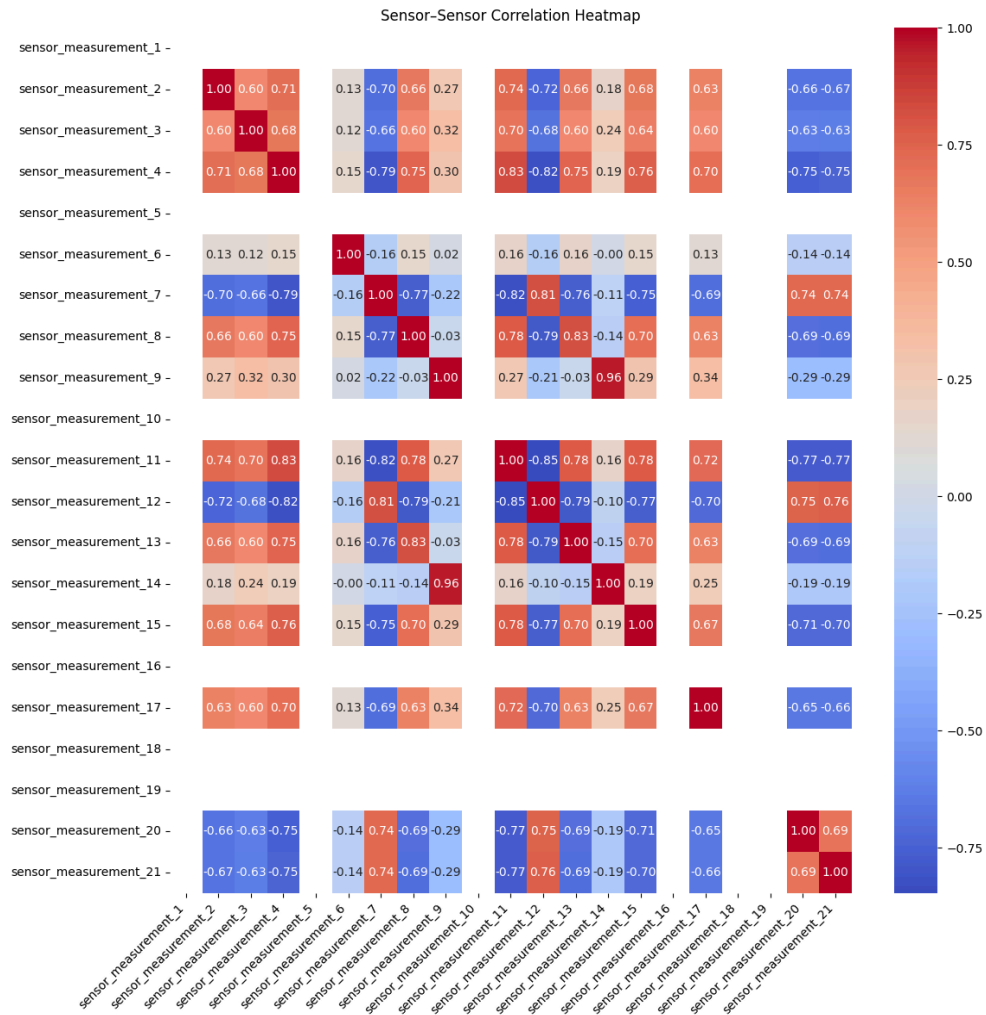 Sensor–Sensor Correlation Heatmap
sensor_measurement_1
sensor_measurement_2 1.00 0.60 0.71 0.13 -0.70 0.66 0.27 0.74 -0.72 0.66 0.18 0.68 0.63 -0.66 -0.67
sensor_measurement_3 0.60 1.00 0.68 0.12 -0.66 0.60 0.32 0.70 -0.68 0.60 0.24 0.64 0.60 -0.63 -0.63
sensor_measurement_4 0.71 0.68 1.00 0.15 -0.79 0.75 0.30 0.83 -0.82 0.75 0.19 0.76 0.70 -0.75 -0.75
sensor_measurement_5
sensor_measurement_6 0.13 0.12 0.15 1.00 -0.16 0.15 0.02 0.16 -0.16 0.16 -0.00 0.15 0.13 -0.14 -0.14
sensor_measurement_7 -0.70 -0.66 -0.79 -0.16 1.00 -0.77 -0.22 -0.82 0.81 -0.76 -0.11 -0.75 -0.69 0.74 0.74
sensor_measurement_8 0.66 0.60 0.75 0.15 -0.77 1.00 -0.03 0.78 -0.79 0.83 -0.14 0.70 0.63 -0.69 -0.69
sensor_measurement_9 0.27 0.32 0.30 0.02 -0.22 -0.03 1.00 0.27 -0.21 -0.03 0.96 0.29 0.34 -0.29 -0.29
sensor_measurement_10
sensor_measurement_11 0.74 0.70 0.83 0.16 -0.82 0.78 0.27 1.00 -0.85 0.78 0.16 0.78 0.72 -0.77 -0.77
sensor_measurement_12 -0.72 -0.68 -0.82 -0.16 0.81 -0.79 -0.21 -0.85 1.00 -0.79 -0.10 -0.77 -0.70 0.75 0.76
sensor_measurement_13 0.66 0.60 0.75 0.16 -0.76 0.83 -0.03 0.78 -0.79 1.00 -0.15 0.70 0.63 -0.69 -0.69
sensor_measurement_14 0.18 0.24 0.19 -0.00 -0.11 -0.14 0.96 0.16 -0.10 -0.15 1.00 0.19 0.25 -0.19 -0.19
sensor_measurement_15 0.68 0.64 0.76 0.15 -0.75 0.70 0.29 0.78 -0.77 0.70 0.19 1.00 0.67 -0.71 -0.70
sensor_measurement_16
sensor_measurement_17 0.63 0.60 0.70 0.13 -0.69 0.63 0.34 0.72 -0.70 0.63 0.25 0.67 1.00 -0.65 -0.66
sensor_measurement_18
sensor_measurement_19
sensor_measurement_20 -0.66 -0.63 -0.75 -0.14 0.74 -0.69 -0.29 -0.77 0.75 -0.69 -0.19 -0.71 -0.65 1.00 0.69
sensor_measurement_21 -0.67 -0.63 -0.75 -0.14 0.74 -0.69 -0.29 -0.77 0.76 -0.69 -0.19 -0.70 -0.66 0.69 1.00
sensor_measurement_1
sensor_measurement_2
sensor_measurement_3
sensor_measurement_4
sensor_measurement_5
sensor_measurement_6
sensor_measurement_7
sensor_measurement_8
sensor_measurement_9
sensor_measurement_10
sensor_measurement_11
sensor_measurement_12
sensor_measurement_13
sensor_measurement_14
sensor_measurement_15
sensor_measurement_16
sensor_measurement_17
sensor_measurement_18
sensor_measurement_19
sensor_measurement_20
sensor_measurement_21
1.00
0.75
0.50
0.25
0.00
−0.25
−0.50
−0.75